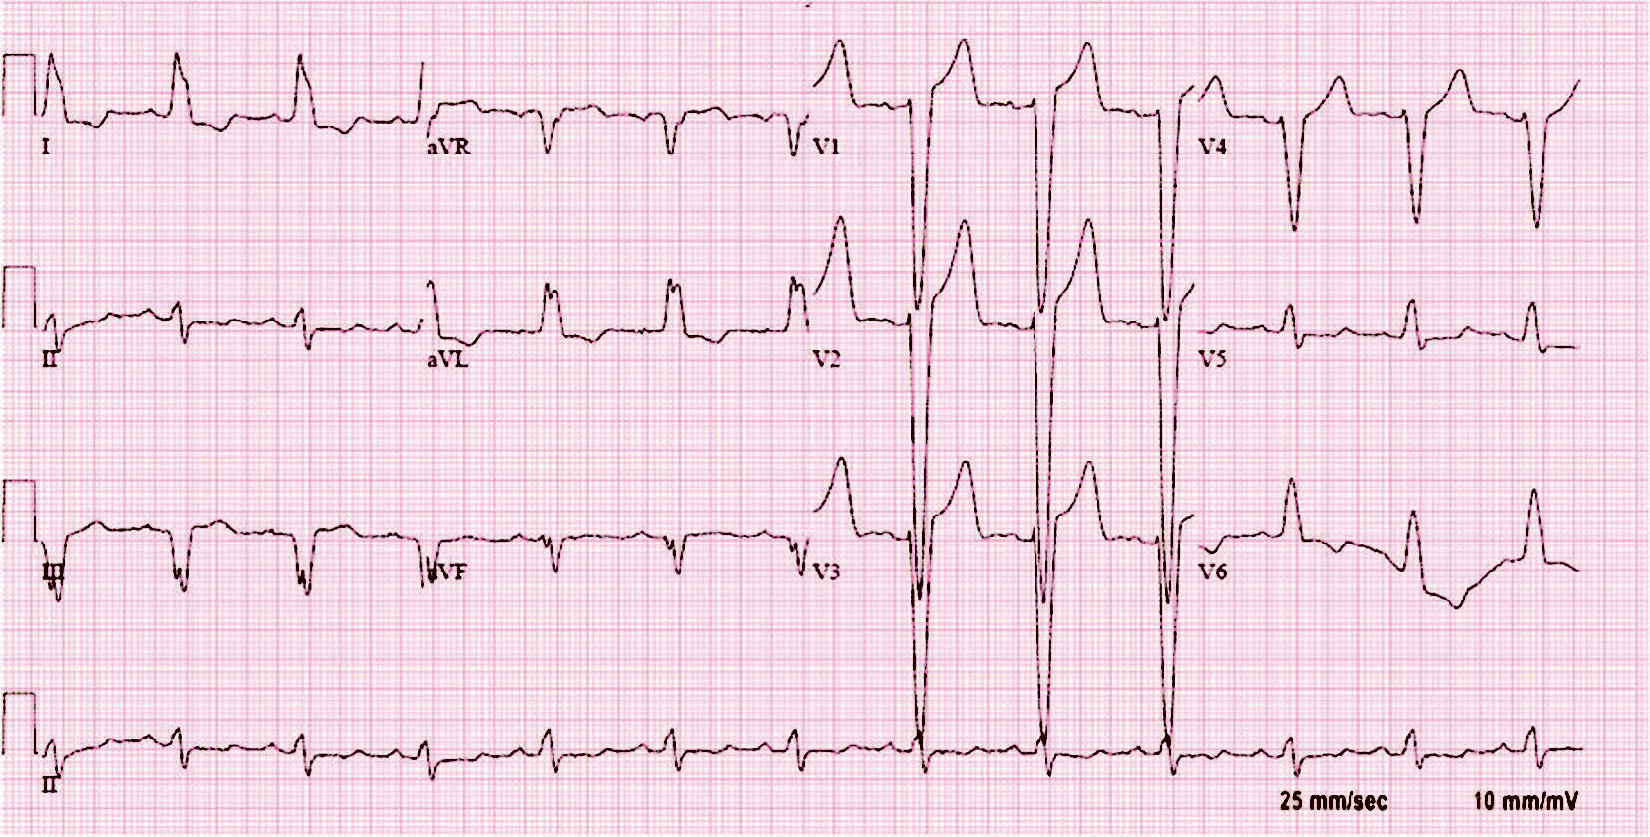 I aVR V1 V4
II aVL V2 V5
III aVF V3 V6
II
25 mm/sec 10 mm/mV